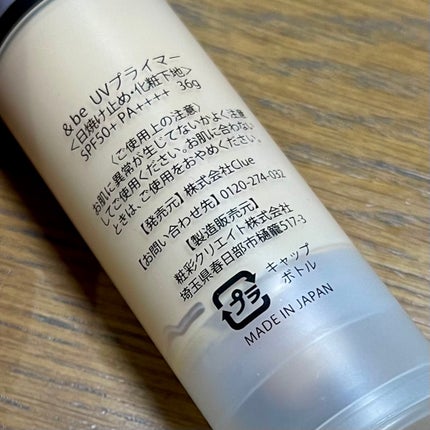 &be UVプライマー
<日焼け止め・化粧下地>
SPF50+ PA++++ 36g
〈ご使用上の注意〉
お肌に異常が生じてないかよく注意
してご使用ください。お肌に合わない
ときは、ご使用をおやめください。
【発売元】株式会社Clue
【お問い合わせ先】0120-274-032
【製造販売元】
粧彩クリエイト株式会社
埼玉県春日部市樋籠517-3
プラ
キャップ
ボトル
MADE IN JAPAN